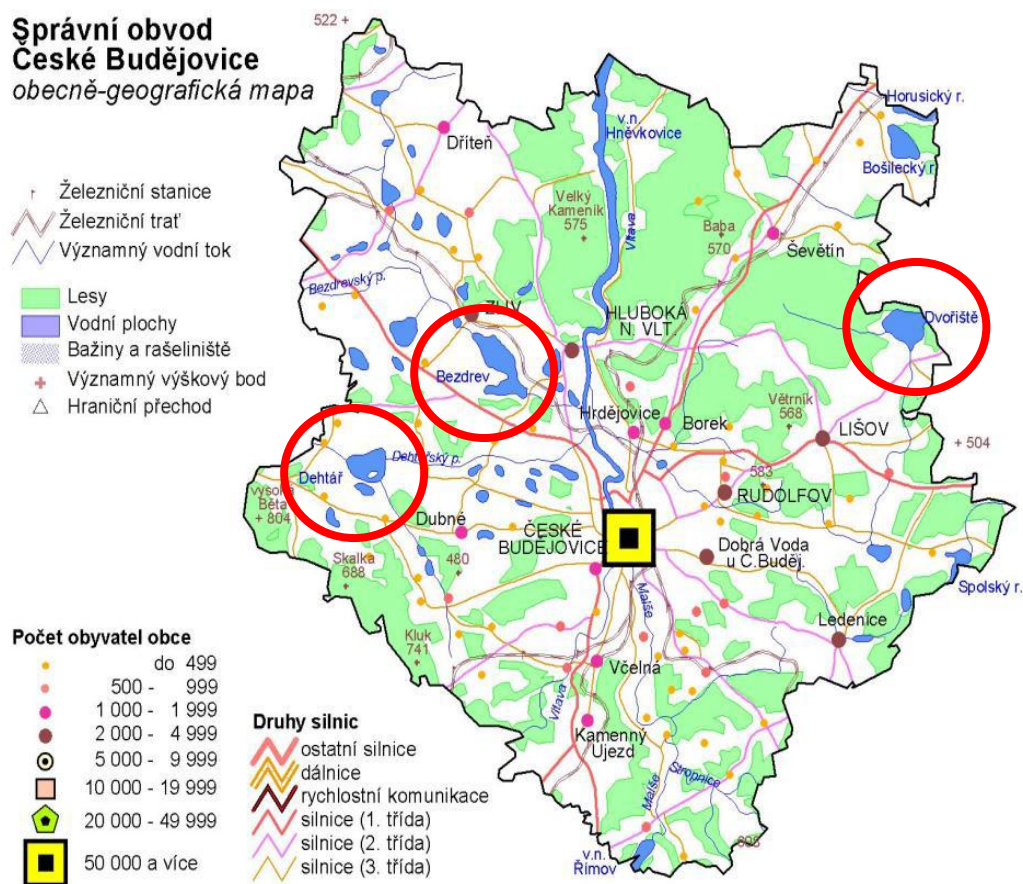 Správní obvod
České Budějovice
obecně-geografická mapa
Železniční stanice
Železniční trať
Významný vodní tok
Lesy
Vodní plochy
Bažiny a rašeliniště
Významný výškový bod
Hraniční přechod
522
Dříteň
v.n.
Hněvkovice
Horusický r.
Bošilecký r.
Velký
Kameník
575
Vltava
Baba
570
Ševětín
Bezdrevský p.
ZLIV
HLUBOKÁ
N. VLT.
Dvořiště
Bezdrev
Hrdějovice
Borek
Větrník
568
LIŠOV
504
Dehtář
Dehtářský p.
583
RUDOLFOV
Vysoká
Běta
804
Dubné
ČESKÉ
BUDĚJOVICE
Dobrá Voda
u Č.Buděj.
Skalka
688
480
Malše
Spolský r.
Ledenice
Kluk
741
Včelná
Vltava
Kamenný
Újezd
Stropnice
Malše
v.n.
Římov
Počet obyvatel obce
do 499
500 - 999
1 000 - 1 999
2 000 - 4 999
5 000 - 9 999
10 000 - 19 999
20 000 - 49 999
50 000 a více
Druhy silnic
ostatní silnice
dálnice
rychlostní komunikace
silnice (1. třída)
silnice (2. třída)
silnice (3. třída)